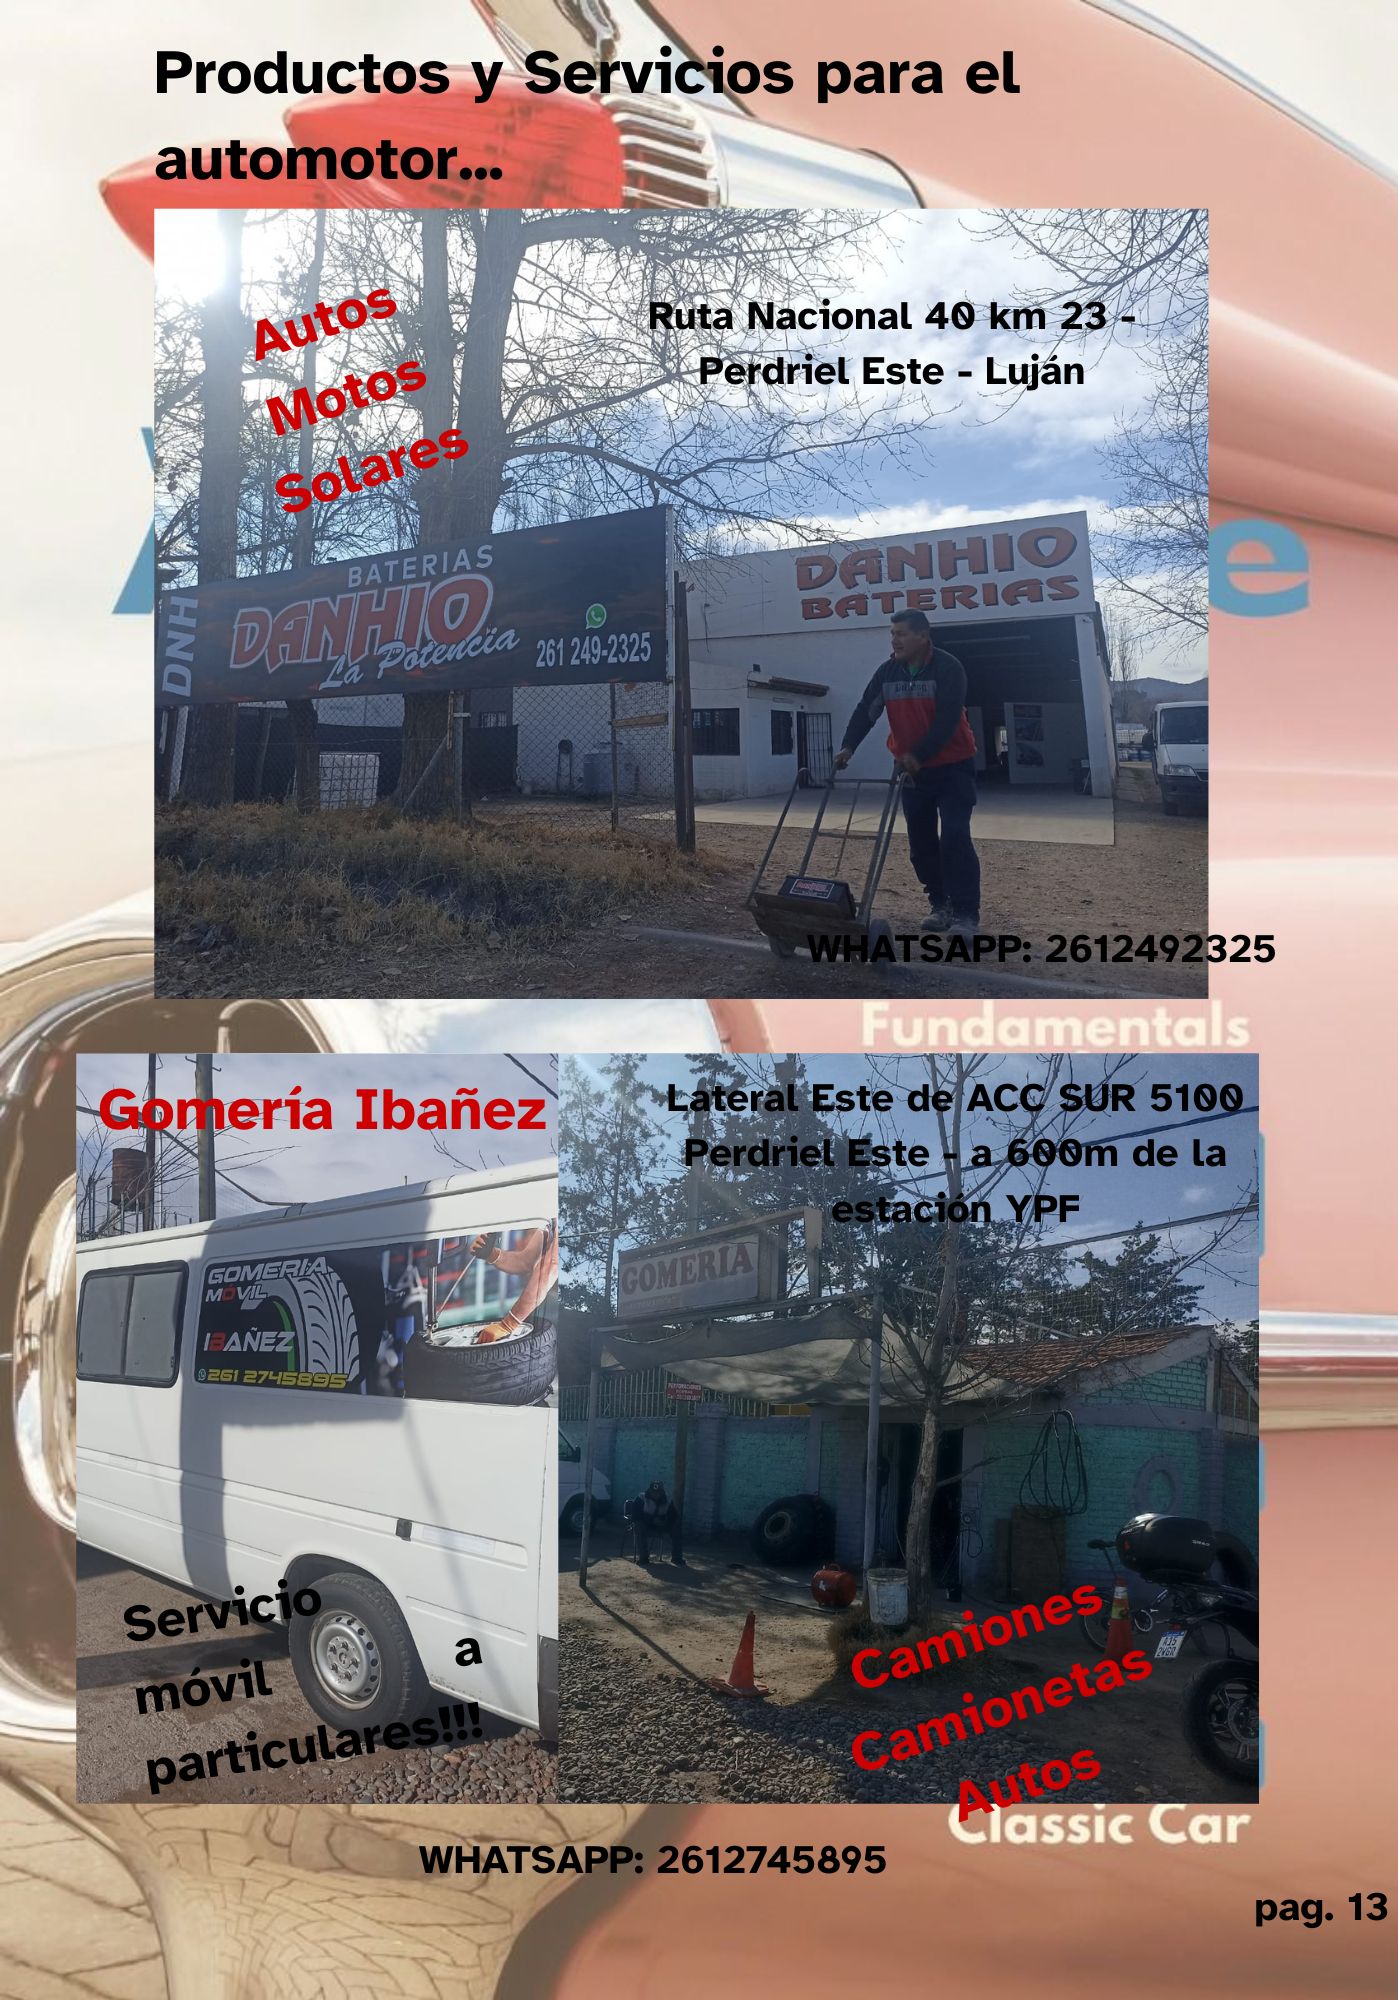 Productos y Servicios para el
automotor...
Autos
Motos
Solares
Ruta Nacional 40 km 23 -
Perdriel Este - Luján
BATERIAS
DNH
DANHIO
La Potencia
261 249-2325
DANHIO
BATERIAS
WHATSAPP: 2612492325
e
Fundamentals
Gomería Ibañez
Lateral Este de ACC SUR 5100
Perdriel Este - a 600m de la
estación YPF
GOMERIA
MÓVIL
IBAÑEZ
261 2745895
GOMERIA
Servicio
móvil a
particulares!!!
Camiones
Camionetas
Autos
Classic Car
WHATSAPP: 2612745895
pag. 13